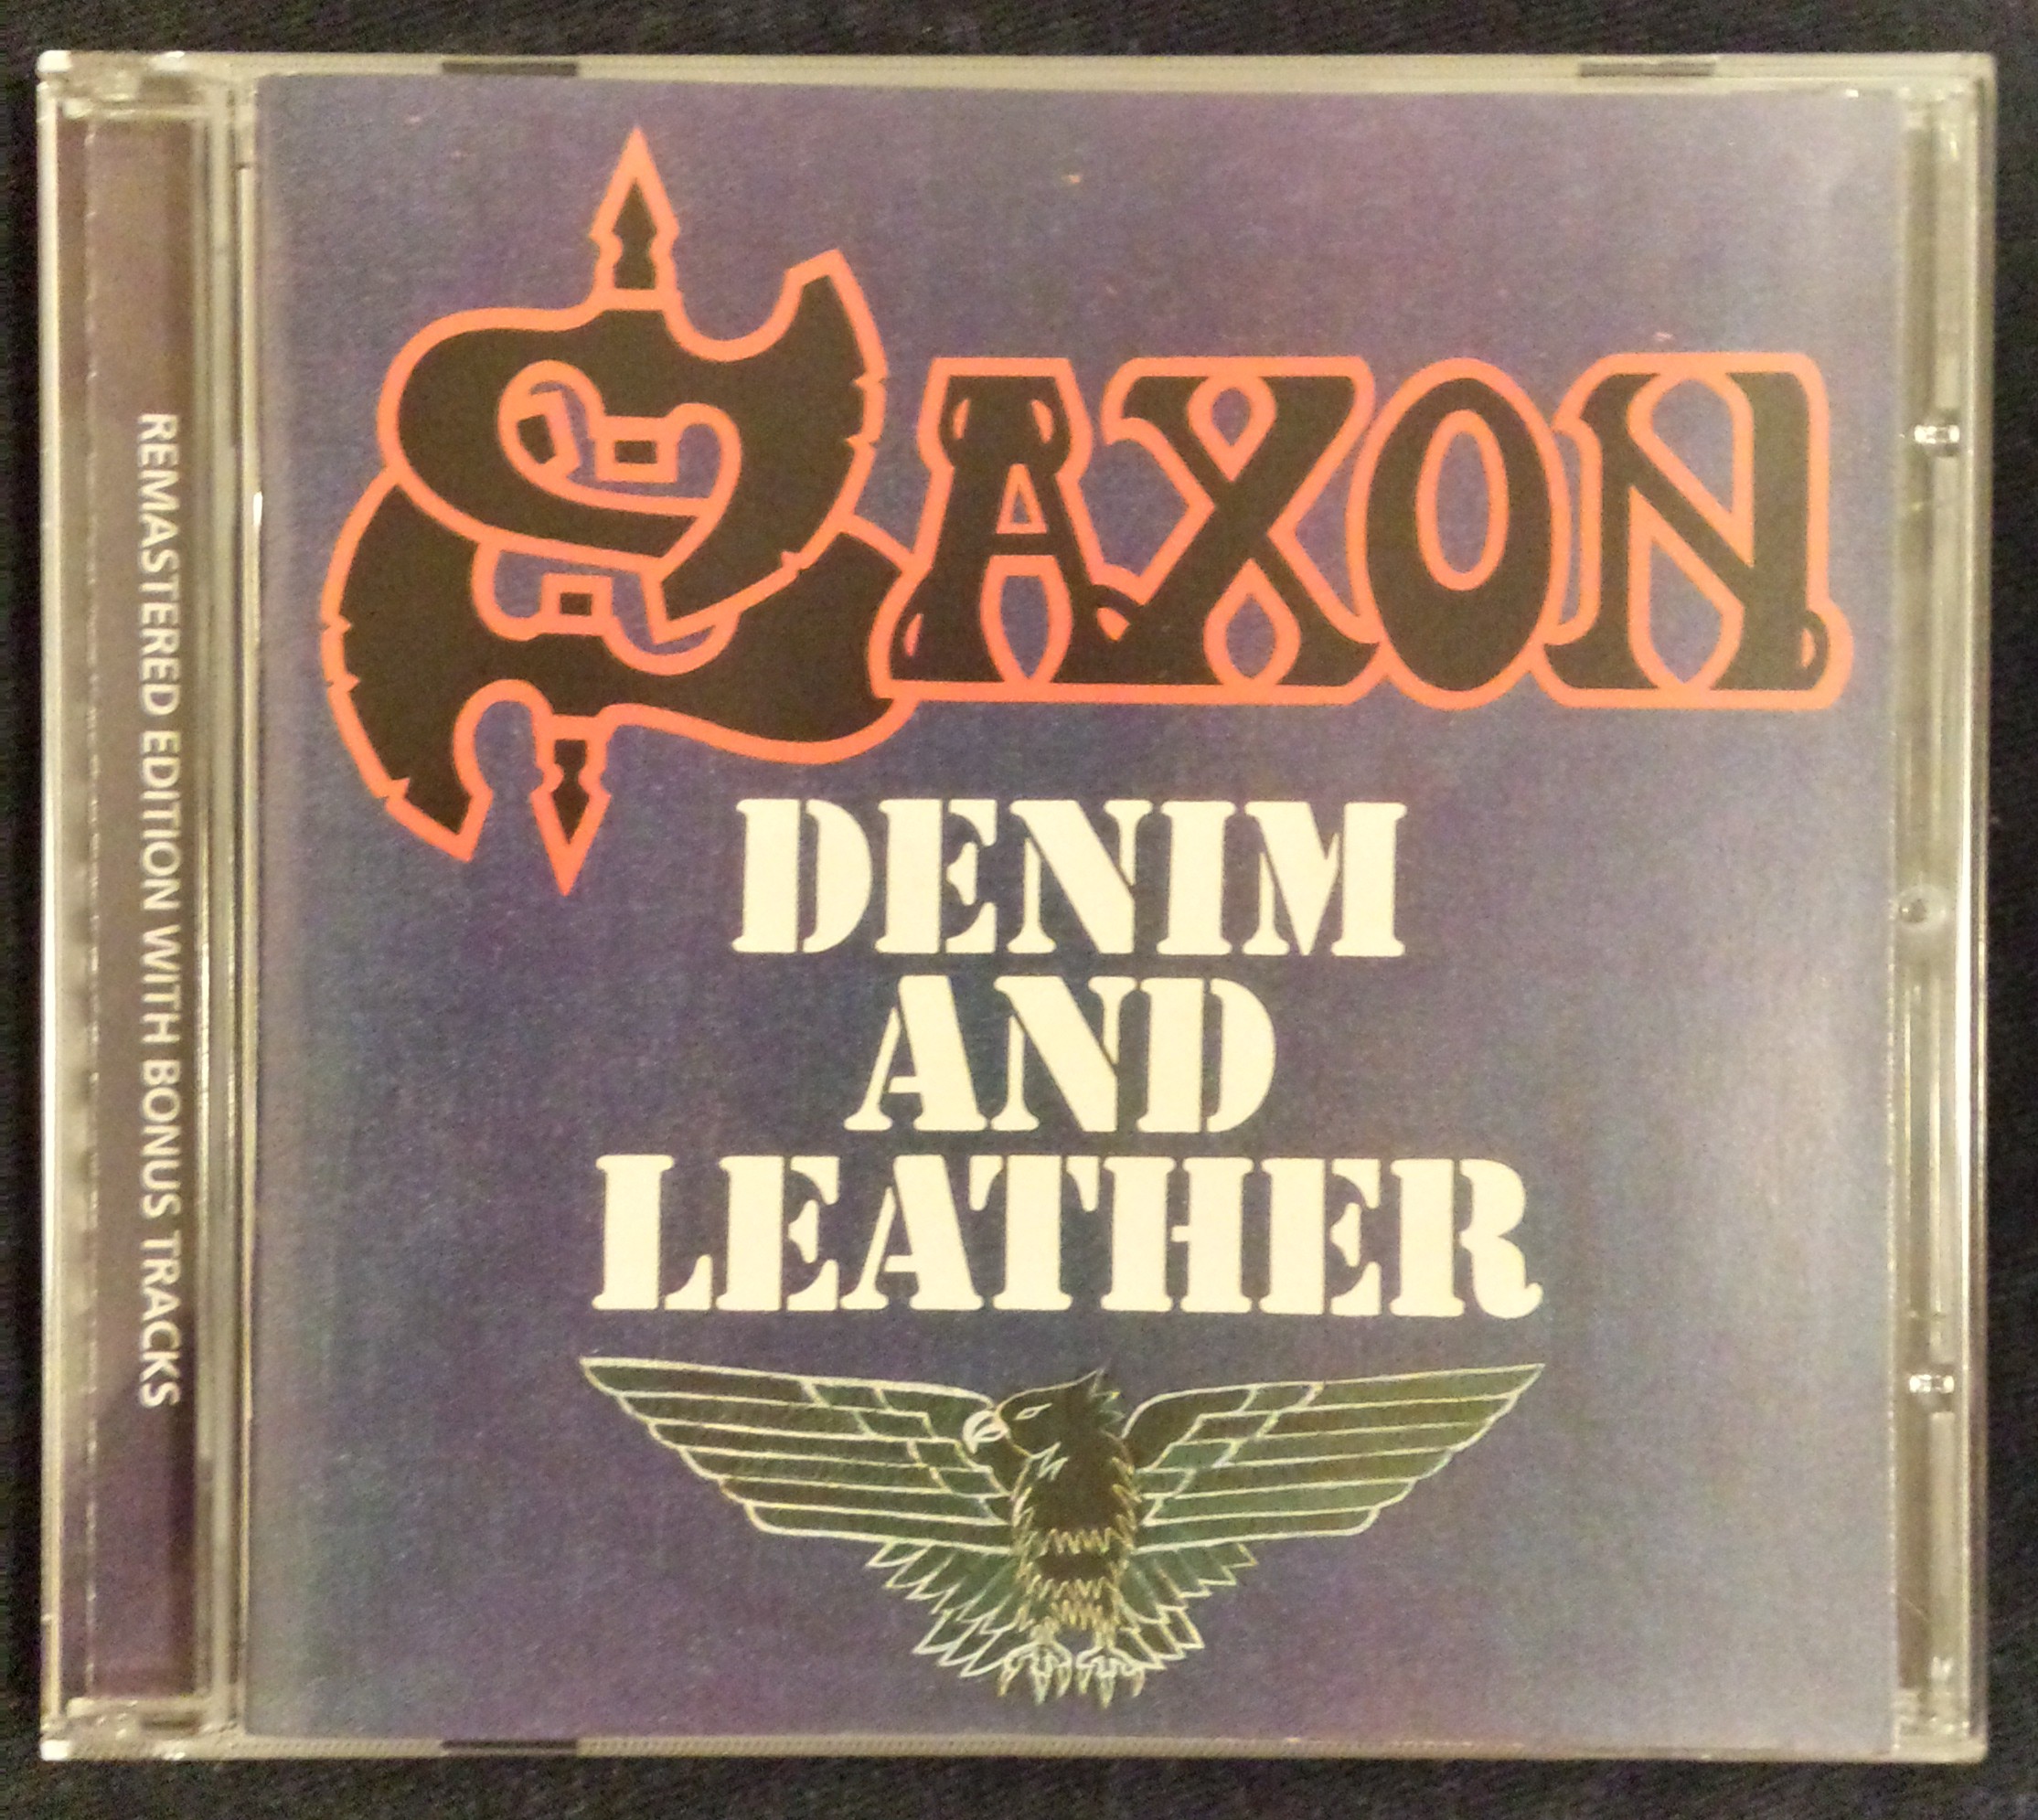 REMASTERED EDITION WITH BONUS TRACKS
SAXON
DENIM
AND
LEATHER